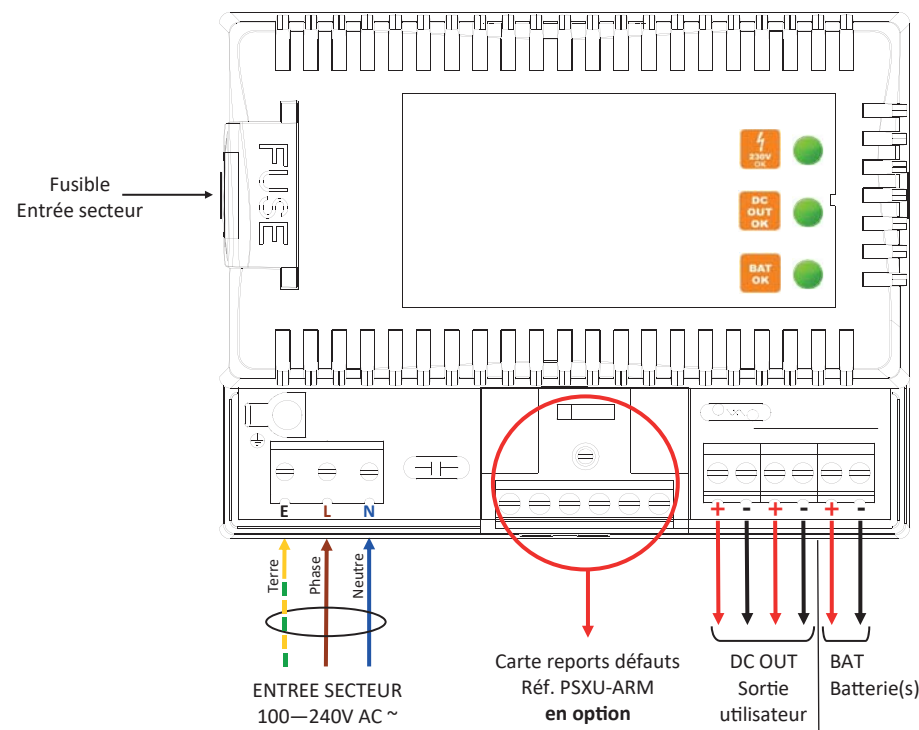 230V
OK
DC
OUT
OK
BAT
OK
FUSE
Fusible
Entrée secteur
E L N
+ - + - + -
Terre
Phase
Neutre
ENTREE SECTEUR
100—240V AC ~
Carte reports défauts
Réf. PSXU-ARM
en option
DC OUT
Sortie
utilisateur
BAT
Batterie(s)